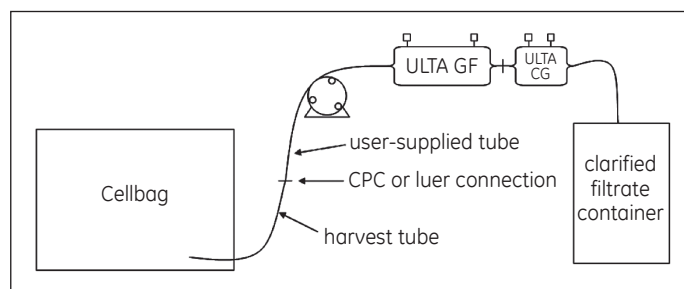 ULTA GF
ULTA
CG
user-supplied tube
Cellbag
CPC or luer connection
harvest tube
clarified
filtrate
container